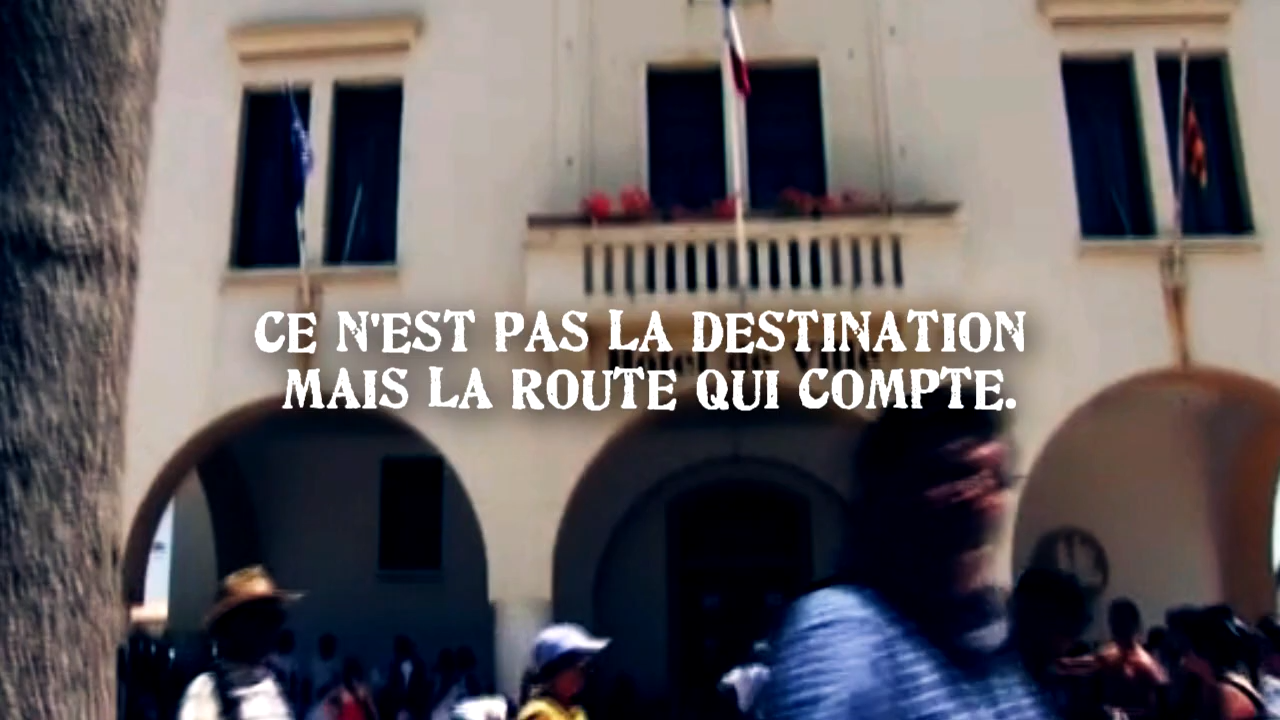 CE N'EST PAS LA DESTINATION
MAIS LA ROUTE QUI COMPTE.